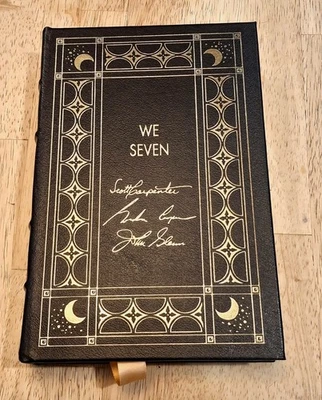 WE
SEVEN
Scott Carpenter
John Glenn